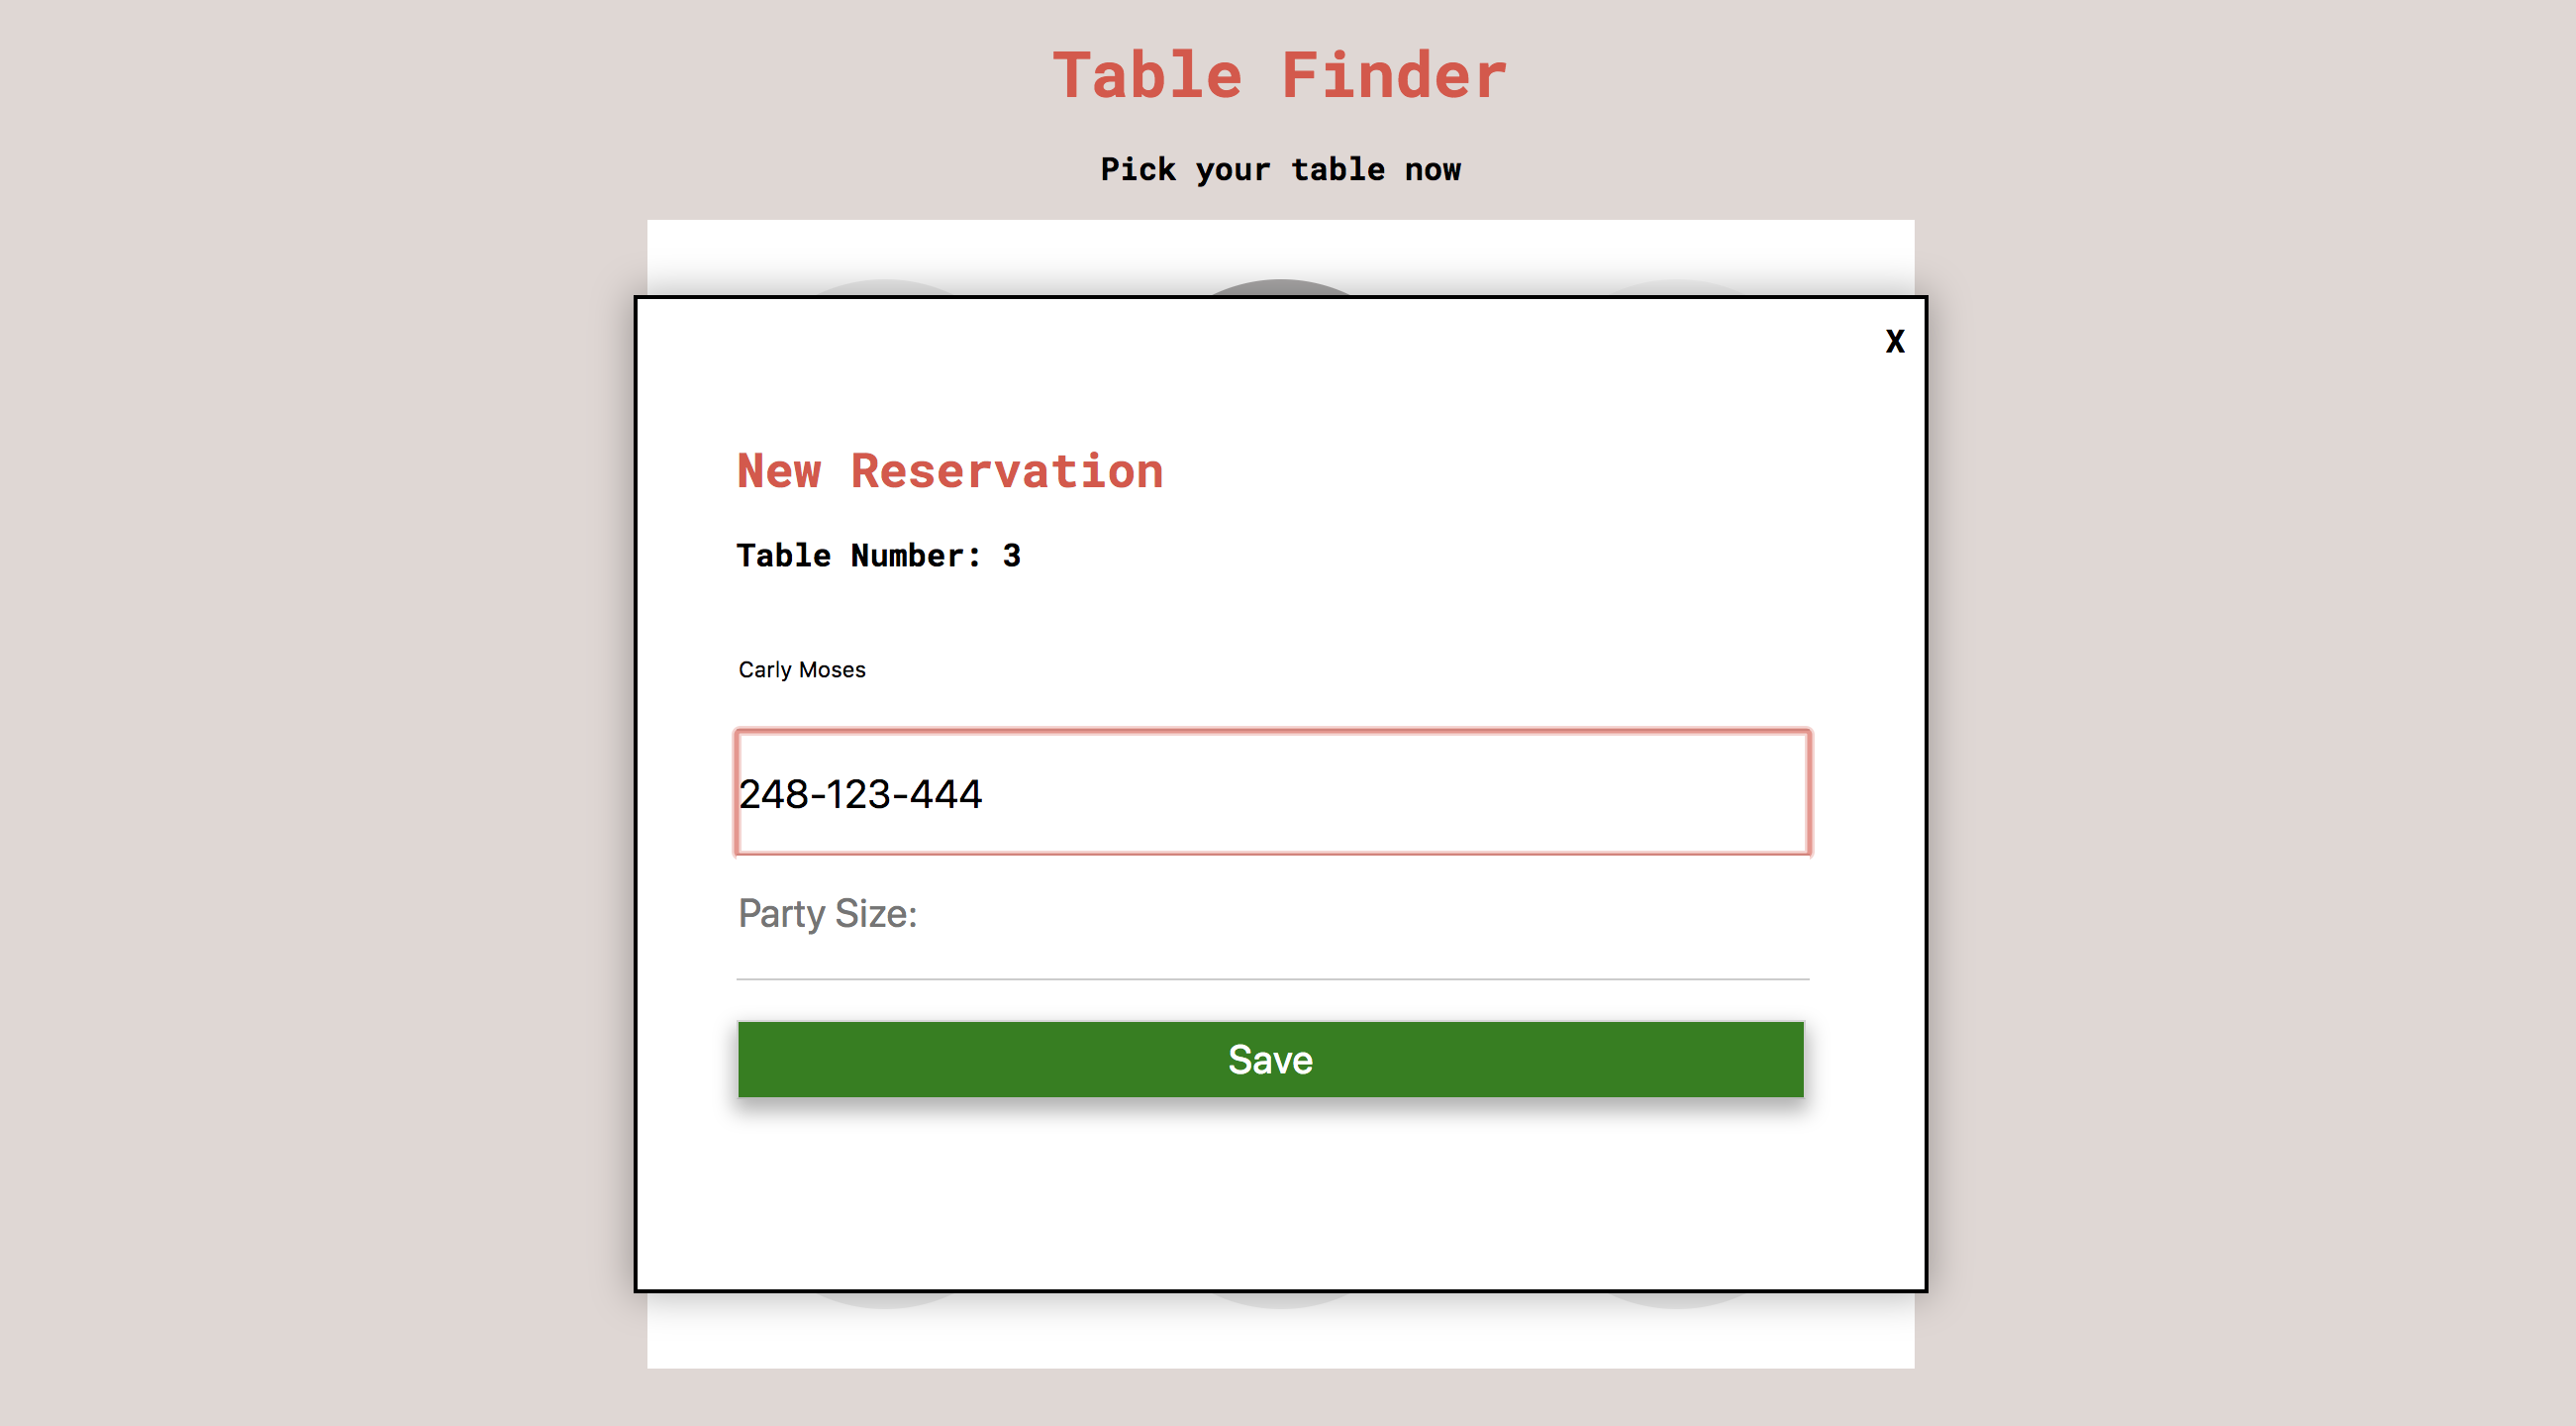 Table Finder
Pick your table now
X
New Reservation
Table Number: 3
Carly Moses
248-123-444
Party Size:
Save